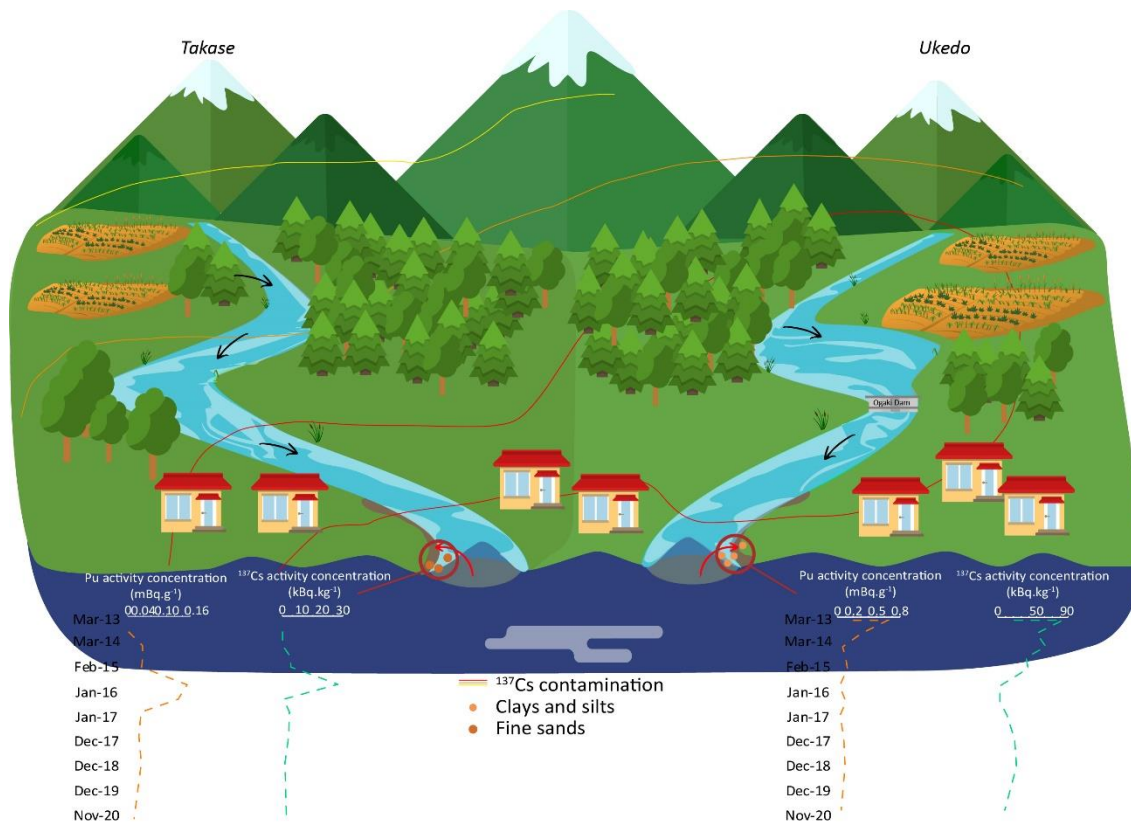 Takase
Ukedo
Ogaki Dam
Pu activity concentration
(mBq.g⁻¹)
00.040.10 0.16
¹³⁷Cs activity concentration
(kBq.kg⁻¹)
0 10 20 30
Mar-13
Mar-14
Feb-15
Jan-16
Jan-17
Dec-17
Dec-18
Dec-19
Nov-20
¹³⁷Cs contamination
Clays and silts
Fine sands
Pu activity concentration
(mBq.g⁻¹)
0 0.2 0.5 0.8
¹³⁷Cs activity concentration
(kBq.kg⁻¹)
0 50 90
Mar-13
Mar-14
Feb-15
Jan-16
Jan-17
Dec-17
Dec-18
Dec-19
Nov-20